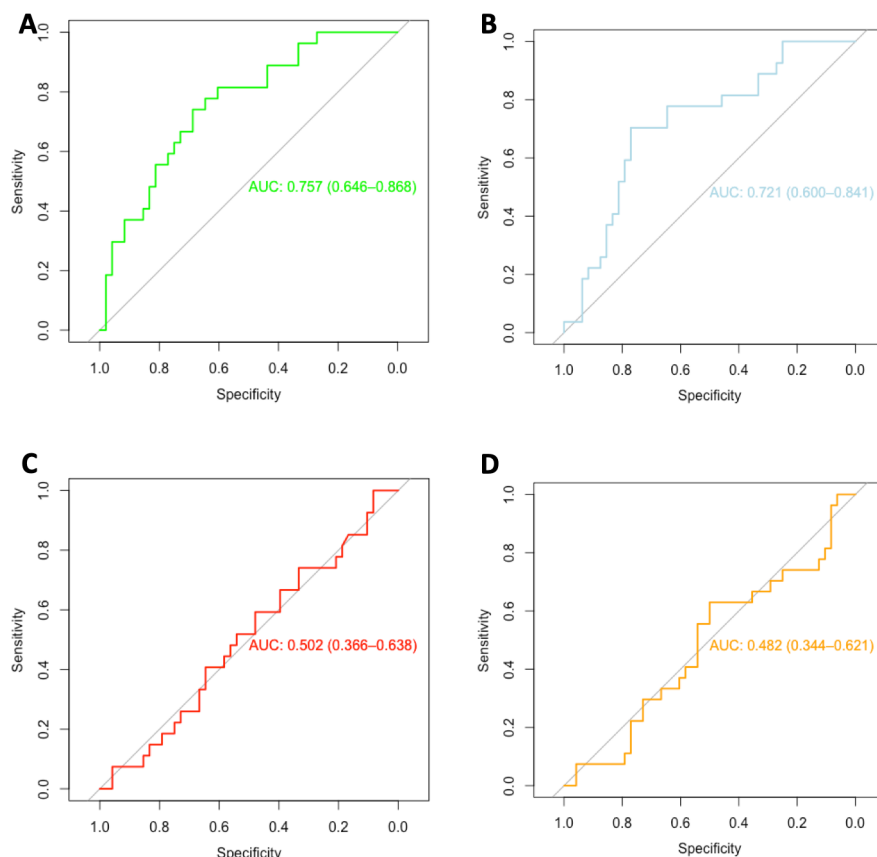 A
1.0
0.8
0.6
0.4
0.2
0.0
Sensitivity
AUC: 0.757 (0.646–0.868)
1.0 0.8 0.6 0.4 0.2 0.0
Specificity
B
1.0
0.8
0.6
0.4
0.2
0.0
Sensitivity
AUC: 0.721 (0.600–0.841)
1.0 0.8 0.6 0.4 0.2 0.0
Specificity
C
1.0
0.8
0.6
0.4
0.2
0.0
Sensitivity
AUC: 0.502 (0.366–0.638)
1.0 0.8 0.6 0.4 0.2 0.0
Specificity
D
1.0
0.8
0.6
0.4
0.2
0.0
Sensitivity
AUC: 0.482 (0.344–0.621)
1.0 0.8 0.6 0.4 0.2 0.0
Specificity